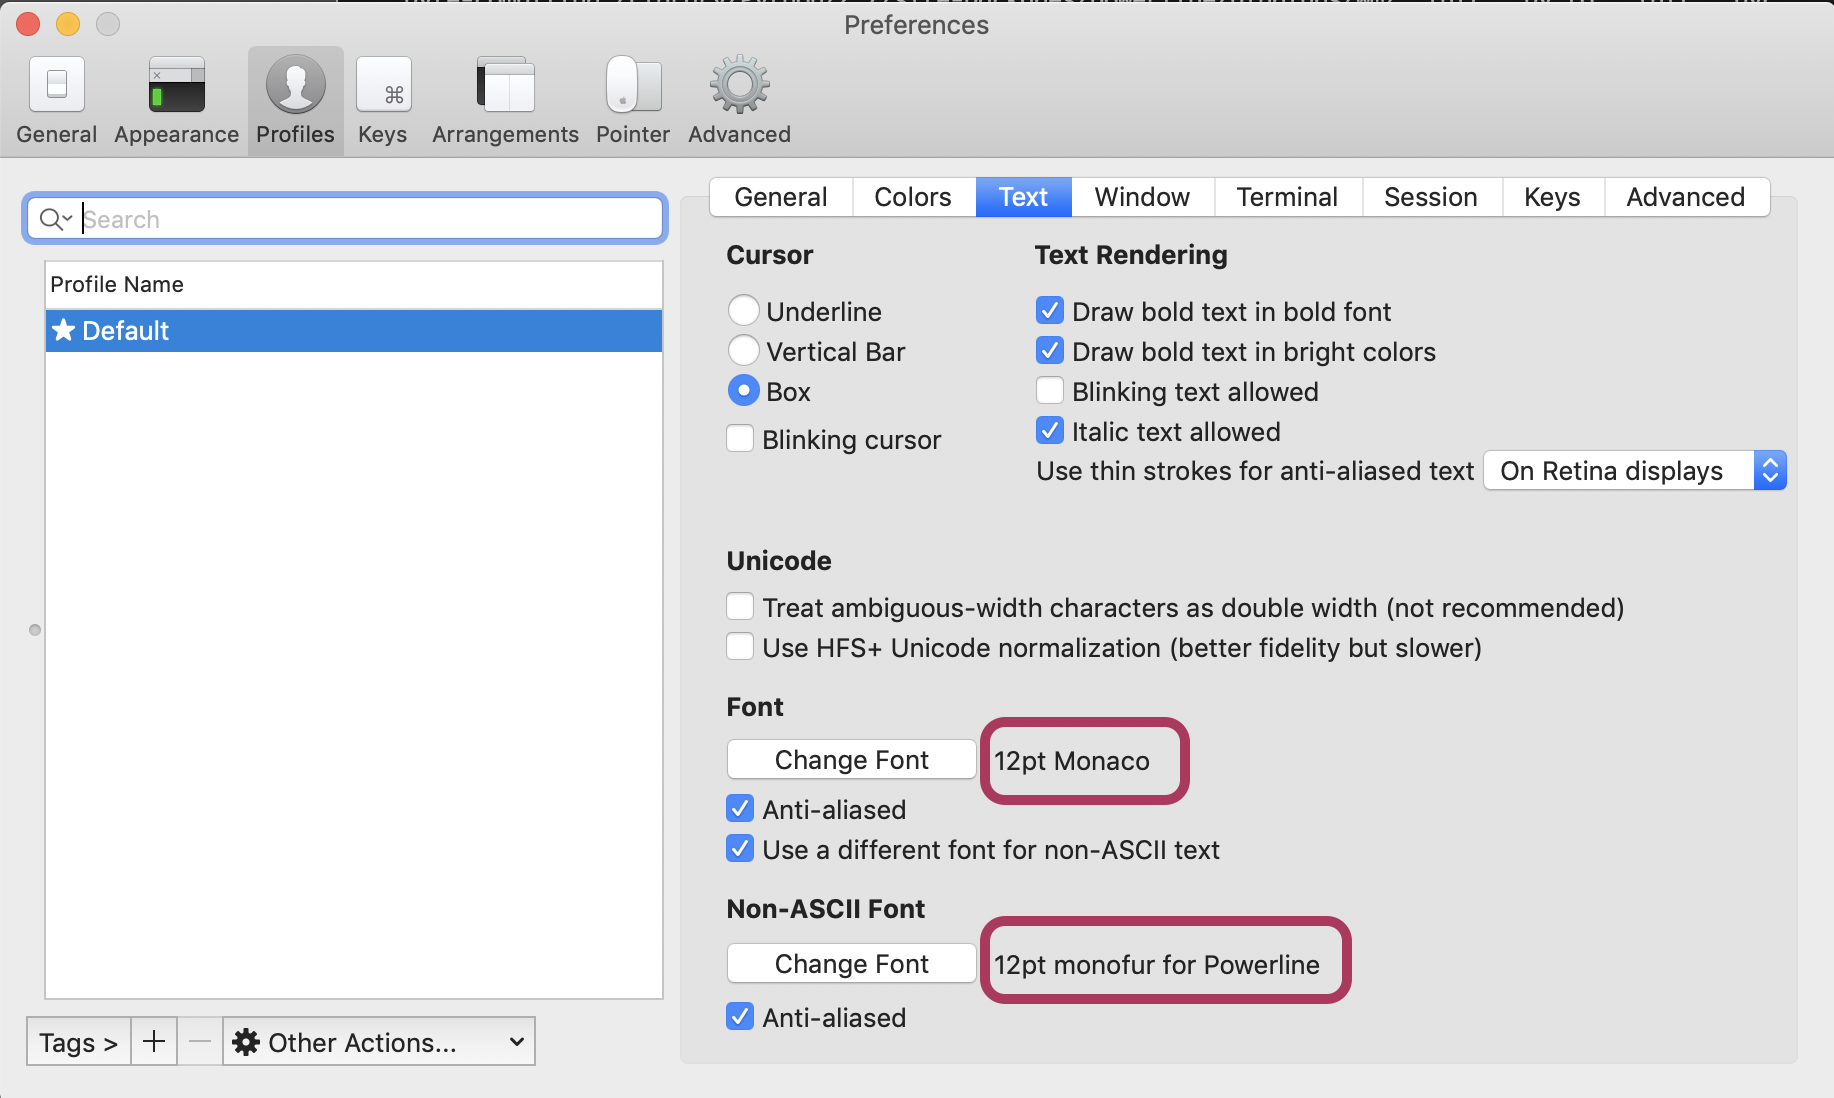 Preferences
General Appearance Profiles Keys Arrangements Pointer Advanced
Search
Profile Name
Default
Tags >
Other Actions...
General Colors Text Window Terminal Session Keys Advanced
Cursor
Underline
Vertical Bar
Box
Blinking cursor
Text Rendering
Draw bold text in bold font
Draw bold text in bright colors
Blinking text allowed
Italic text allowed
Use thin strokes for anti-aliased text On Retina displays
Unicode
Treat ambiguous-width characters as double width (not recommended)
Use HFS+ Unicode normalization (better fidelity but slower)
Font
Change Font 12pt Monaco
Anti-aliased
Use a different font for non-ASCII text
Non-ASCII Font
Change Font 12pt monofur for Powerline
Anti-aliased